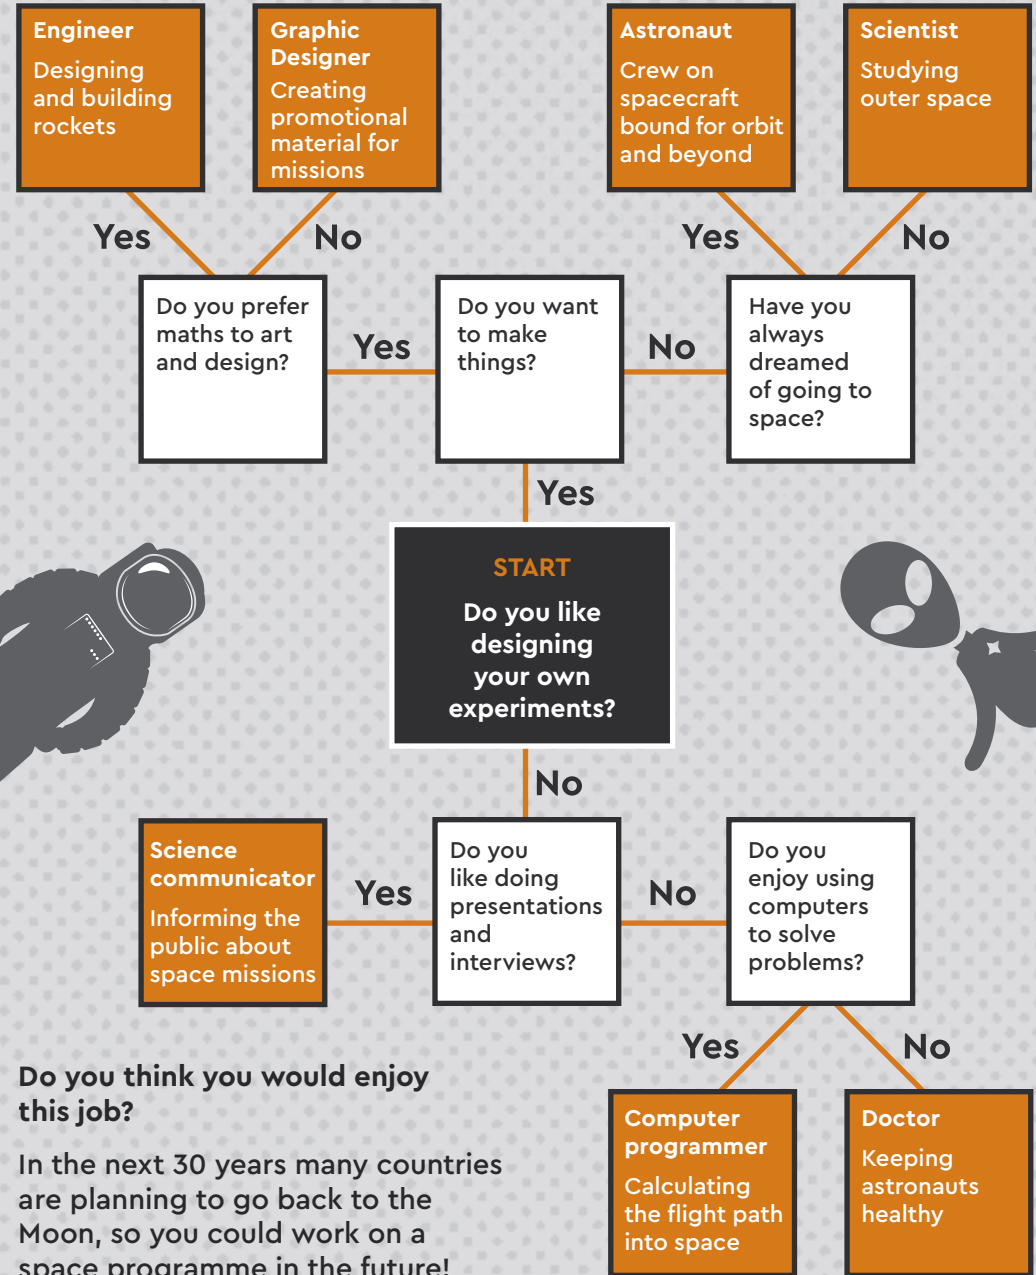 Engineer
Designing
and building
rockets
Graphic
Designer
Creating
promotional
material for
missions
Astronaut
Crew on
spacecraft
bound for orbit
and beyond
Scientist
Studying
outer space
Yes
No
Yes
No
Do you prefer
maths to art
and design?
Yes
Do you want
to make
things?
No
Have you
always
dreamed
of going to
space?
Yes
START
Do you like
designing
your own
experiments?
No
Science
communicator
Informing the
public about
space missions
Yes
Do you
like doing
presentations
and
interviews?
No
Do you
enjoy using
computers
to solve
problems?
Yes
No
Do you think you would enjoy
this job?
In the next 30 years many countries
are planning to go back to the
Moon, so you could work on a
space programme in the future!
Computer
programmer
Calculating
the flight path
into space
Doctor
Keeping
astronauts
healthy